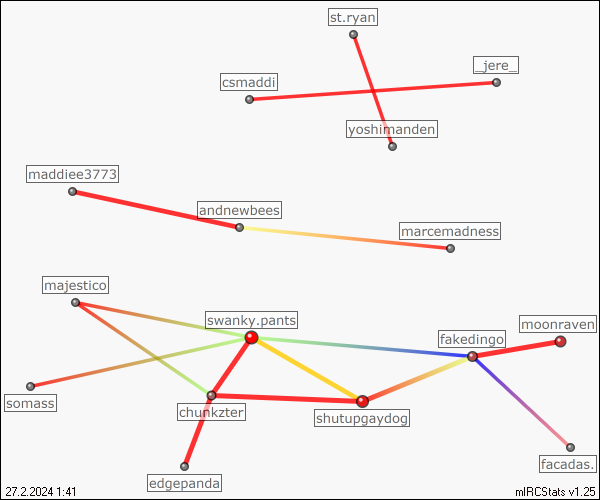 st.ryan
_jere_
csmaddi
yoshimanden
maddiee3773
andnewbees
marcemadness
majestico
swanky.pants
moonraven
fakedingo
somass
chunkzter
shutupgaydog
facadas.
edgepanda
27.2.2024 1:41
mIRCStats v1.25